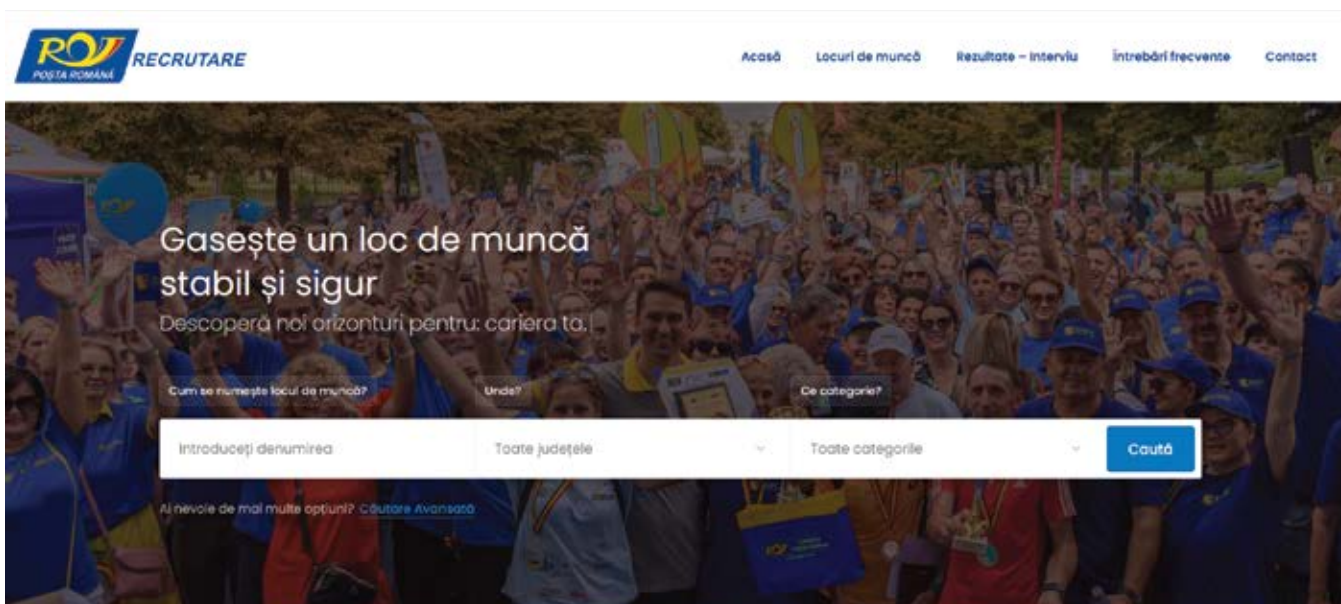 POȘTA ROMÂNĂ
RECRUTARE
Acasă
Locuri de muncă
Rezultate – Interviu
Întrebări frecvente
Contact
Gasește un loc de muncă
stabil și sigur
Descoperă noi orizonturi pentru: cariera ta.
Cum se numește locul de muncă?
Unde?
Ce categorie?
Introduceți denumirea
Toate județele
Toate categorile
Caută
Ai nevoie de mai multe opțiuni? Căutare Avansată